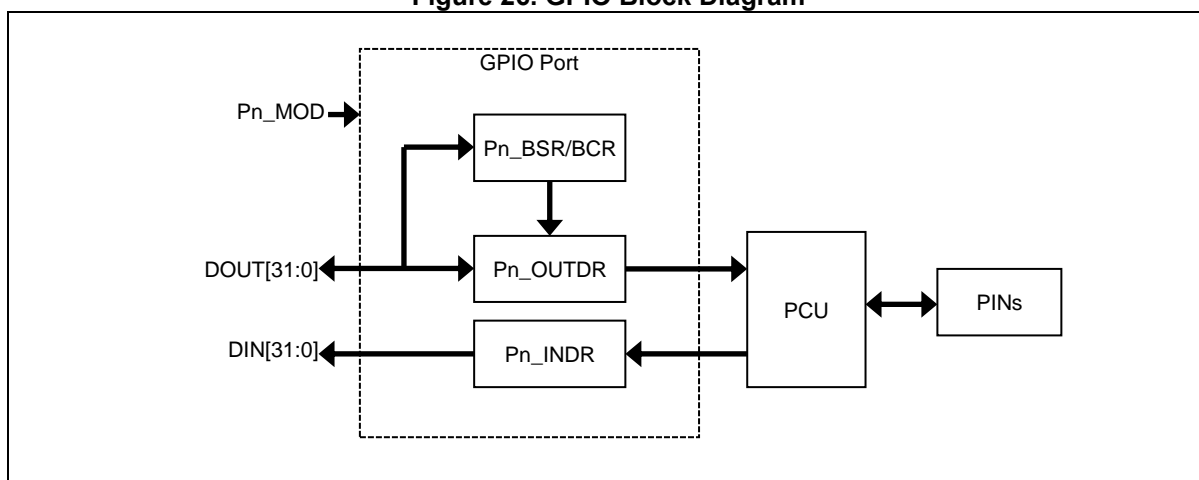 Figure 26. GPIO Block Diagram
GPIO Port
Pn_MOD
Pn_BSR/BCR
DOUT[31:0]
Pn_OUTDR
PCU
PINs
DIN[31:0]
Pn_INDR